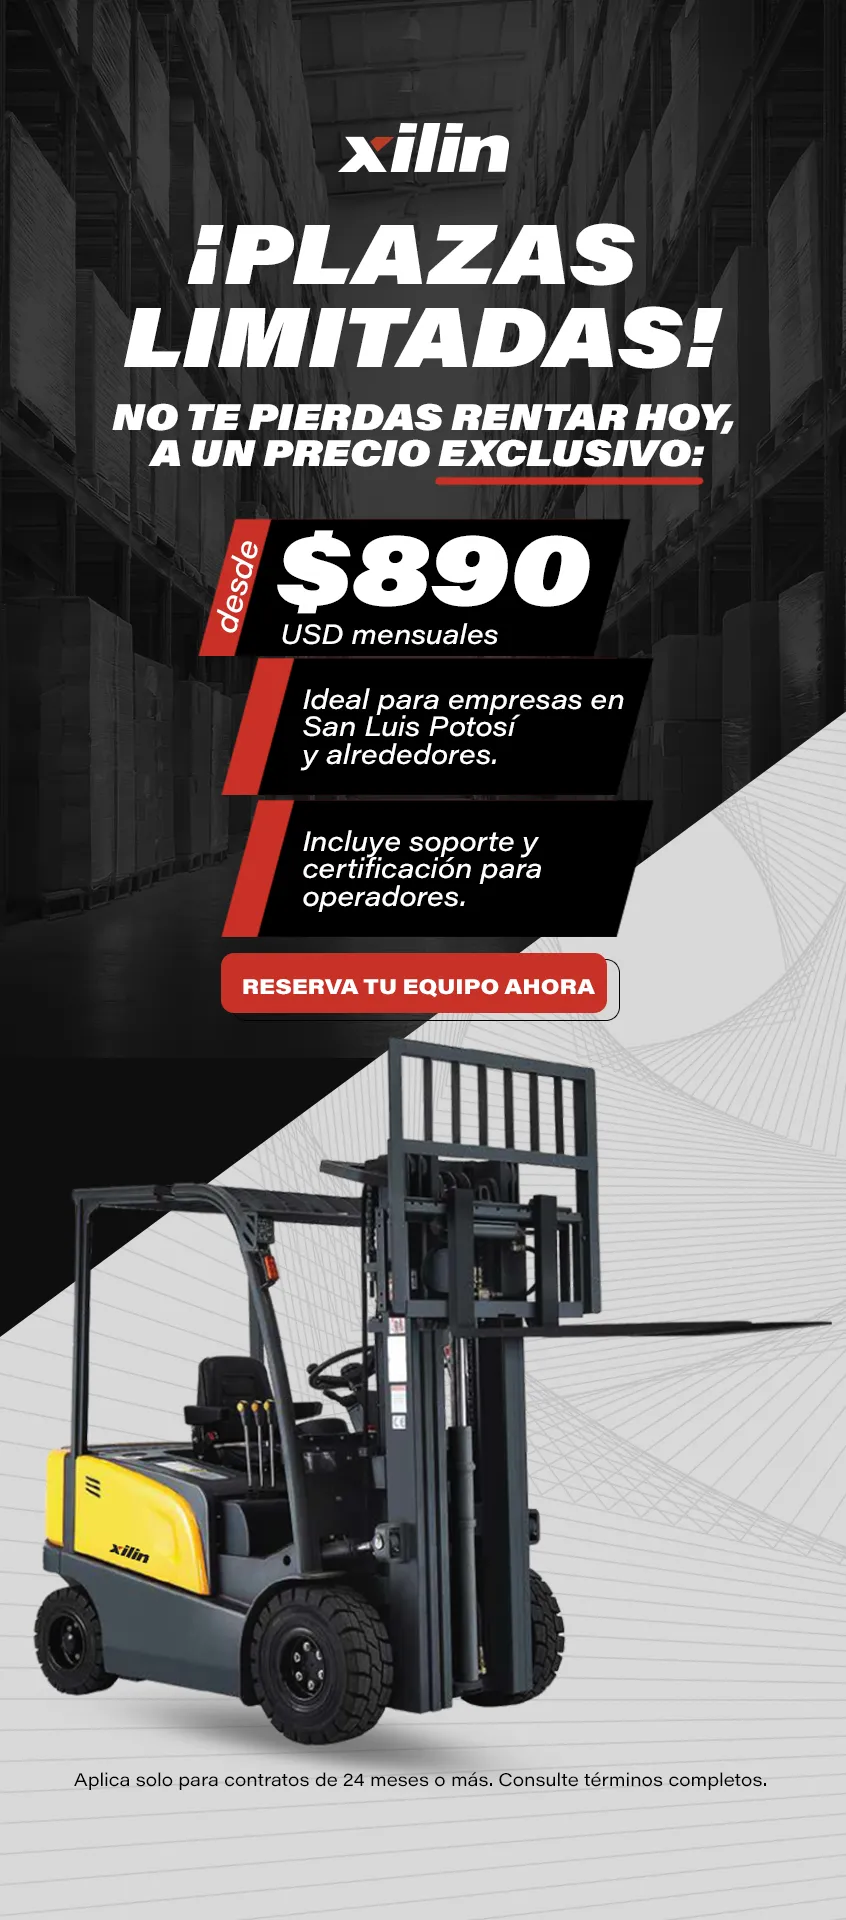 xilin
¡PLAZAS
LIMITADAS!
NO TE PIERDAS RENTAR HOY,
A UN PRECIO EXCLUSIVO:
desde
$890
USD mensuales
Ideal para empresas en
San Luis Potosí
y alrededores.
Incluye soporte y
certificación para
operadores.
RESERVA TU EQUIPO AHORA
xilin
Aplica solo para contratos de 24 meses o más. Consulte términos completos.